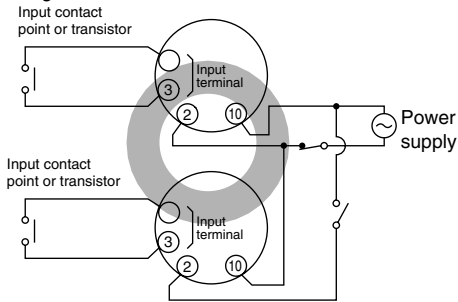 Input contact
point or transistor
Input
terminal
3
2
10
Power
supply
Input contact
point or transistor
Input
terminal
3
2
10